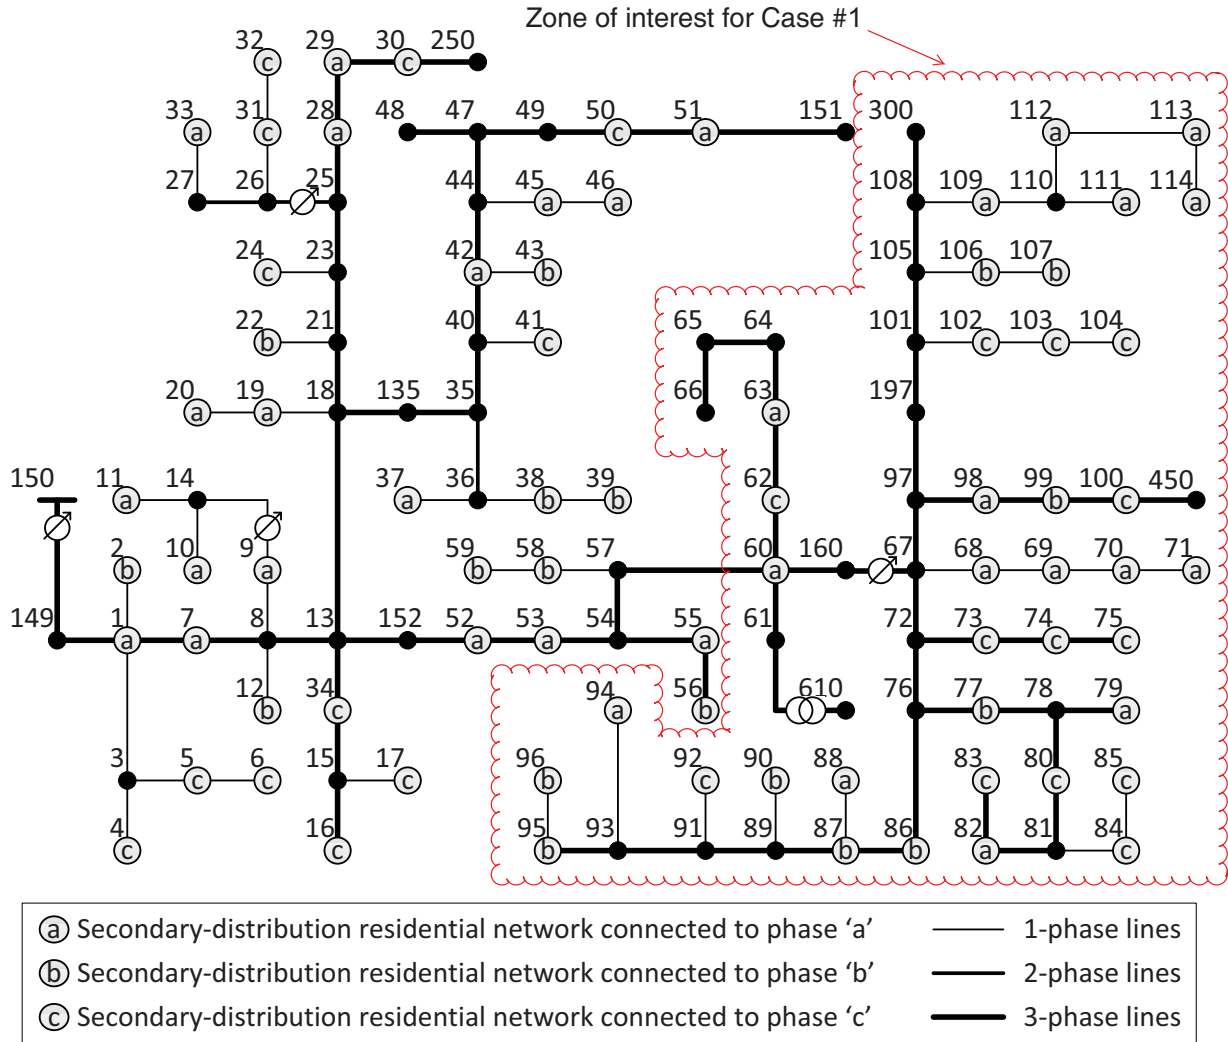 Zone of interest for Case #1
32 29 30 250
c a c
33 31 28 48 47 49 50 51 151 300 112 113
a c a c a a a
27 26 25 44 45 46 108 109 110 111 114
a a a a a
24 23 42 43 105 106 107
c a b b b
22 21 40 41 65 64 101 102 103 104
b c c c c
20 19 18 135 35 66 63 197
a a a
150 11 14 37 36 38 39 62 97 98 99 100 450
a a b b c a b c
2 10 9 59 58 57 60 160 67 68 69 70 71
b a a b b a a a a a
149 1 7 8 13 152 52 53 54 55 61 72 73 74 75
a a a a a c c c
12 34 94 56 610 76 77 78 79
b c a b b a
3 5 6 15 17 96 92 90 88 83 80 85
c c c b c b a c c c
4 16 95 93 91 89 87 86 82 81 84
c c b b b a c
a Secondary-distribution residential network connected to phase ‘a’ 1-phase lines
b Secondary-distribution residential network connected to phase ‘b’ 2-phase lines
c Secondary-distribution residential network connected to phase ‘c’ 3-phase lines